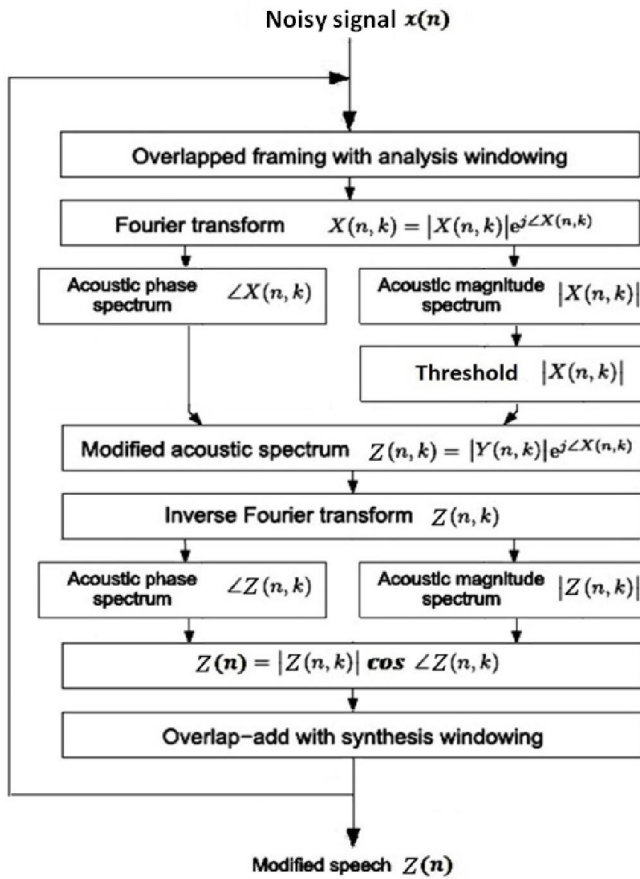 Noisy signal x(n)
Overlapped framing with analysis windowing
Fourier transform X(n, k) = |X(n, k)|e^{j∠X(n,k)}
Acoustic phase
spectrum ∠X(n, k)
Acoustic magnitude
spectrum |X(n, k)|
Threshold |X(n, k)|
Modified acoustic spectrum Z(n, k) = |Y(n, k)|e^{j∠X(n,k)}
Inverse Fourier transform Z(n, k)
Acoustic phase
spectrum ∠Z(n, k)
Acoustic magnitude
spectrum |Z(n, k)|
Z(n) = |Z(n, k)| cos ∠Z(n, k)
Overlap–add with synthesis windowing
Modified speech Z(n)